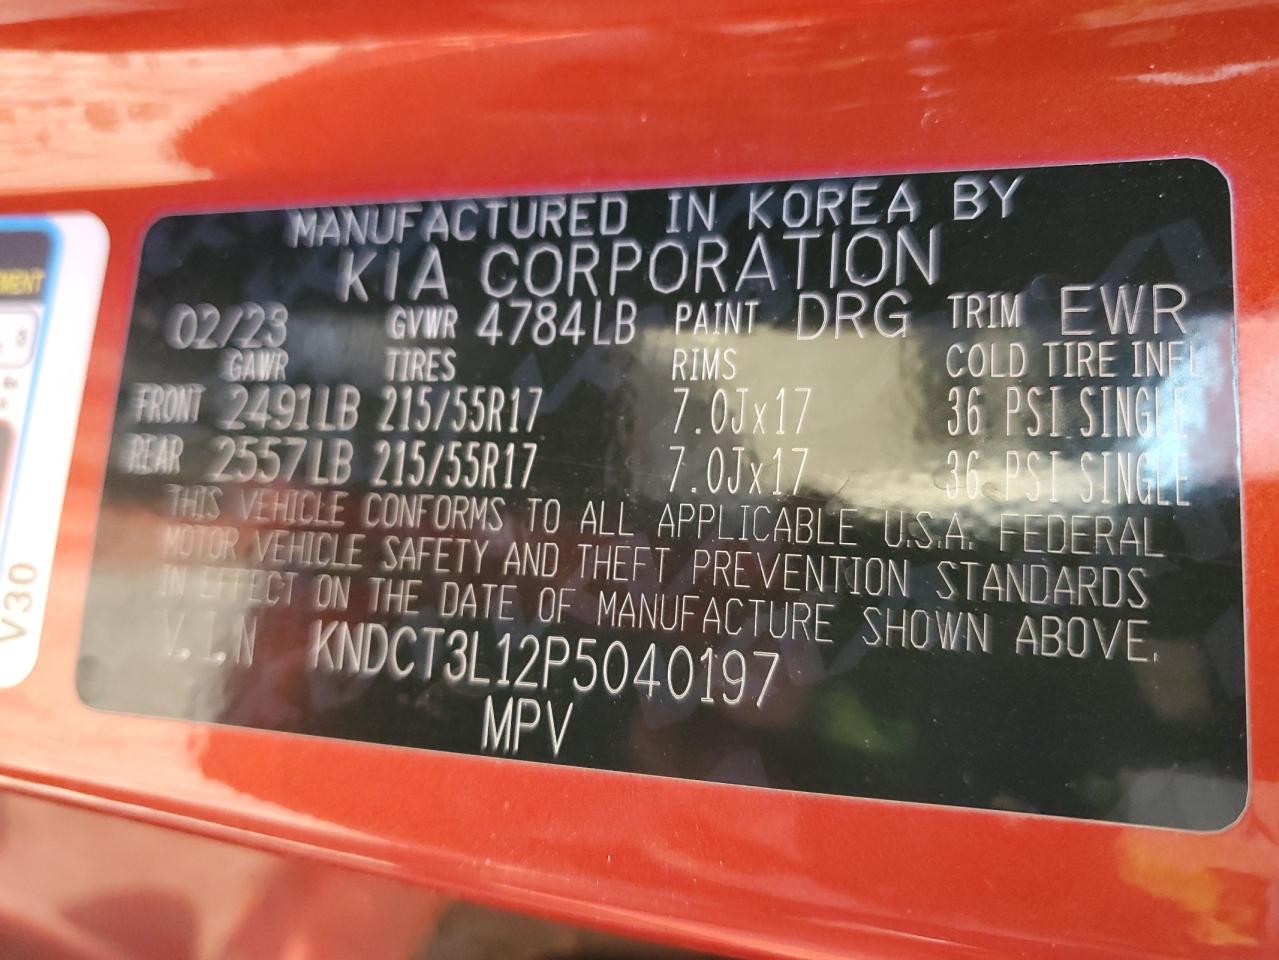 MANUFACTURED IN KOREA BY
KIA CORPORATION
02/23 GVWR 4784LB PAINT DRG TRIM EWR
GAWR TIRES RIMS COLD TIRE INFL
FRONT 2491LB 215/55R17 7.0Jx17 36 PSI SINGLE
REAR 2557LB 215/55R17 7.0Jx17 36 PSI SINGLE
THIS VEHICLE CONFORMS TO ALL APPLICABLE U.S.A. FEDERAL
MOTOR VEHICLE SAFETY AND THEFT PREVENTION STANDARDS
IN EFFECT ON THE DATE OF MANUFACTURE SHOWN ABOVE.
V.I.N KNDCT3L12P5040197
MPV
V30